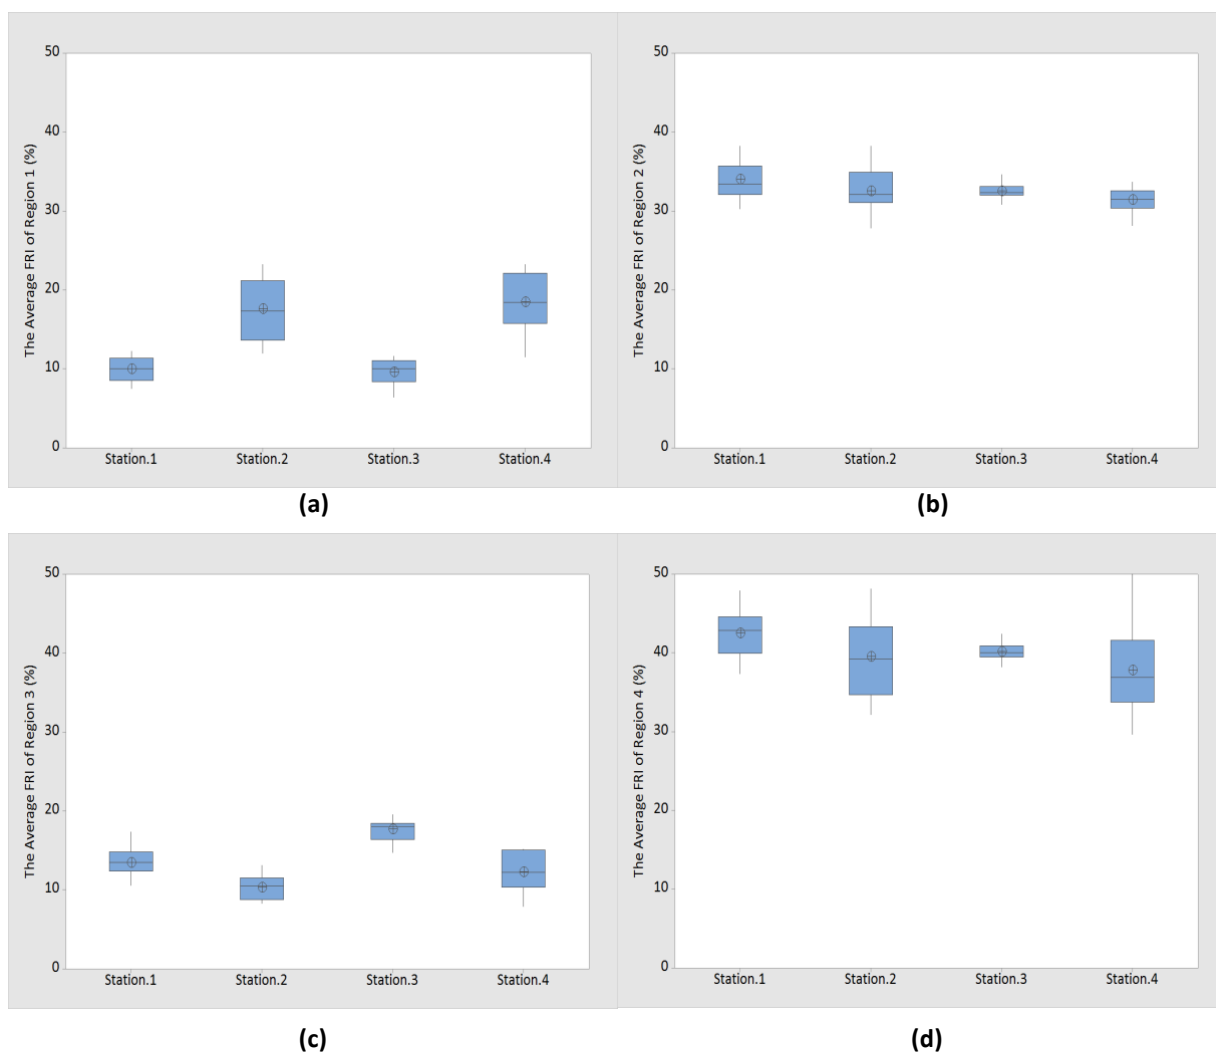 The Average FRI of Region 1 (%)
50
40
30
20
10
0
Station.1 Station.2 Station.3 Station.4
(a)
The Average FRI of Region 2 (%)
50
40
30
20
10
0
Station.1 Station.2 Station.3 Station.4
(b)
The Average FRI of Region 3 (%)
50
40
30
20
10
0
Station.1 Station.2 Station.3 Station.4
(c)
The Average FRI of Region 4 (%)
50
40
30
20
10
0
Station.1 Station.2 Station.3 Station.4
(d)